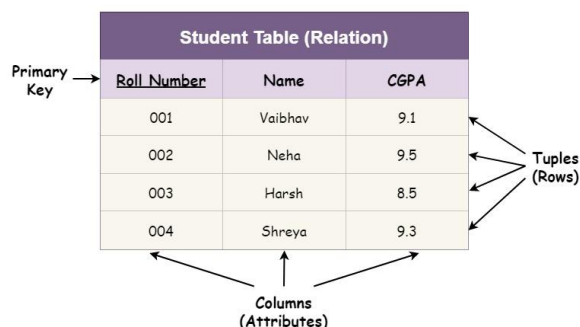 Student Table (Relation)
Primary
Key
Roll Number Name CGPA
001 Vaibhav 9.1
002 Neha 9.5
003 Harsh 8.5
004 Shreya 9.3
Tuples
(Rows)
Columns
(Attributes)